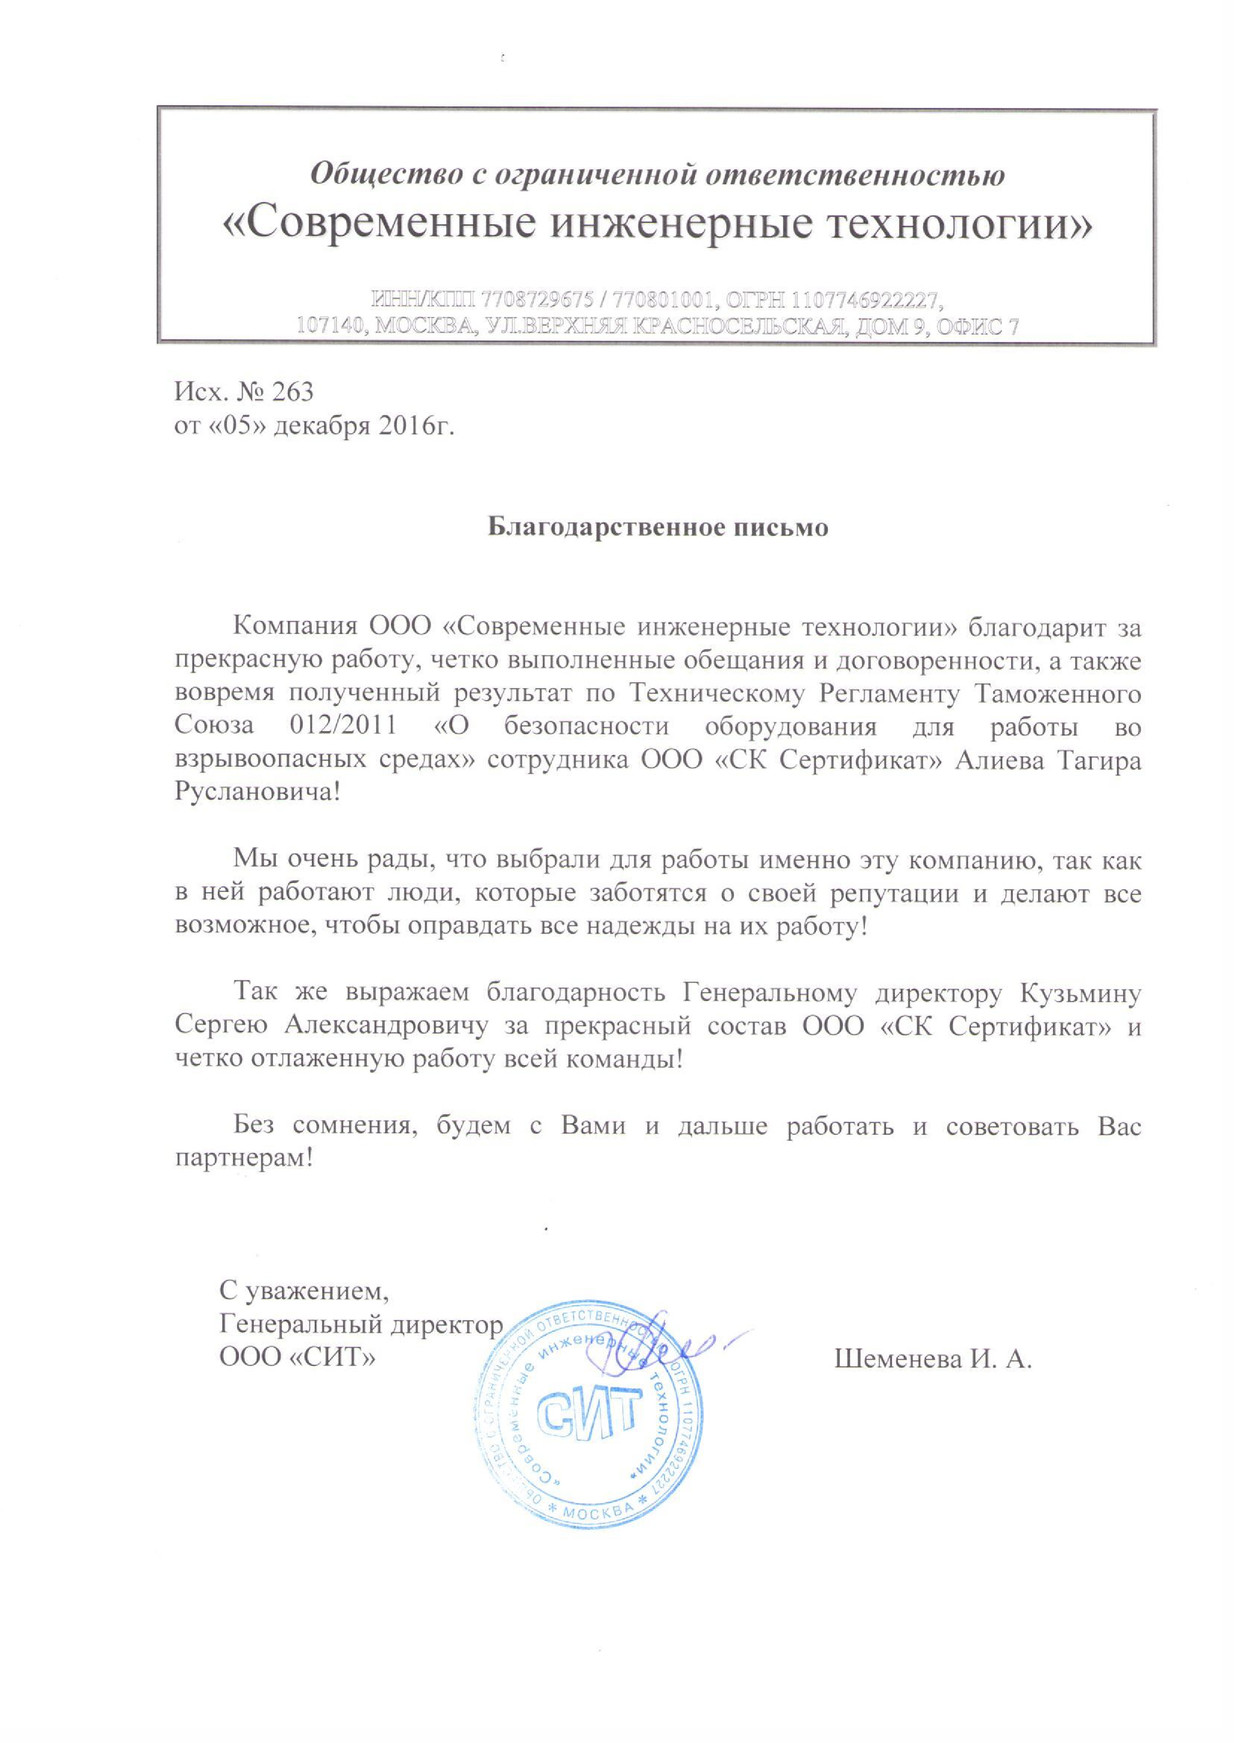 Общество с ограниченной ответственностью
«Современные инженерные технологии»
ИНН/КПП 7708729675 / 770801001, ОГРН 1107746922227,
107140, МОСКВА, УЛ.ВЕРХНЯЯ КРАСНОСЕЛЬСКАЯ, ДОМ 9, ОФИС 7
Исх. № 263
от «05» декабря 2016г.
Благодарственное письмо
Компания ООО «Современные инженерные технологии» благодарит за
прекрасную работу, четко выполненные обещания и договоренности, а также
вовремя полученный результат по Техническому Регламенту Таможенного
Союза 012/2011 «О безопасности оборудования для работы во
взрывоопасных средах» сотрудника ООО «СК Сертификат» Алиева Тагира
Руслановича!
Мы очень рады, что выбрали для работы именно эту компанию, так как
в ней работают люди, которые заботятся о своей репутации и делают все
возможное, чтобы оправдать все надежды на их работу!
Так же выражаем благодарность Генеральному директору Кузьмину
Сергею Александровичу за прекрасный состав ООО «СК Сертификат» и
четко отлаженную работу всей команды!
Без сомнения, будем с Вами и дальше работать и советовать Вас
партнерам!
С уважением,
Генеральный директор
ООО «СИТ»
Шеменева И. А.
ОБЩЕСТВО С ОГРАНИЧЕННОЙ ОТВЕТСТВЕННОСТЬЮ ОГРН 1107746922227
«Современные инженерные технологии»
СИТ
* МОСКВА *